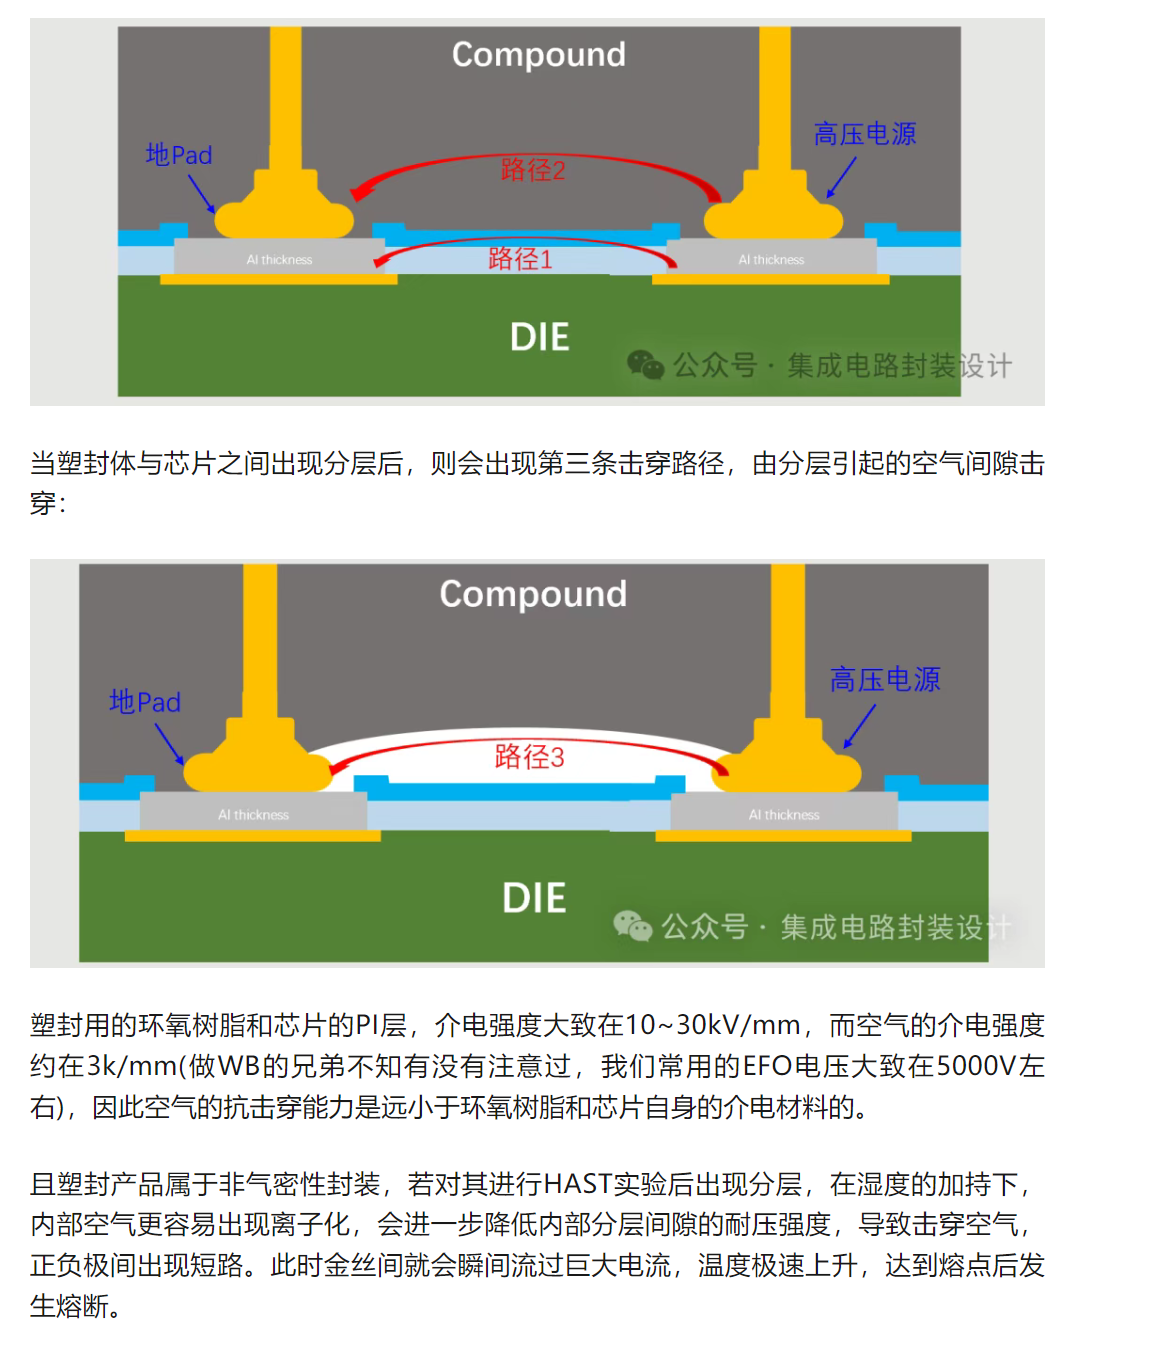 Compound
地Pad
高压电源
路径2
路径1
Al thickness
Al thickness
DIE
公众号 · 集成电路封装设计
当塑封体与芯片之间出现分层后，则会出现第三条击穿路径，由分层引起的空气间隙击
穿：
Compound
地Pad
高压电源
路径3
Al thickness
Al thickness
DIE
公众号 · 集成电路封装设计
塑封用的环氧树脂和芯片的PI层，介电强度大致在10~30kV/mm，而空气的介电强度
约在3k/mm(做WB的兄弟不知有没有注意过，我们常用的EFO电压大致在5000V左
右)，因此空气的抗击穿能力是远小于环氧树脂和芯片自身的介电材料的。
且塑封产品属于非气密性封装，若对其进行HAST实验后出现分层，在湿度的加持下，
内部空气更容易出现离子化，会进一步降低内部分层间隙的耐压强度，导致击穿空气，
正负极间出现短路。此时金丝间就会瞬间流过巨大电流，温度极速上升，达到熔点后发
生熔断。